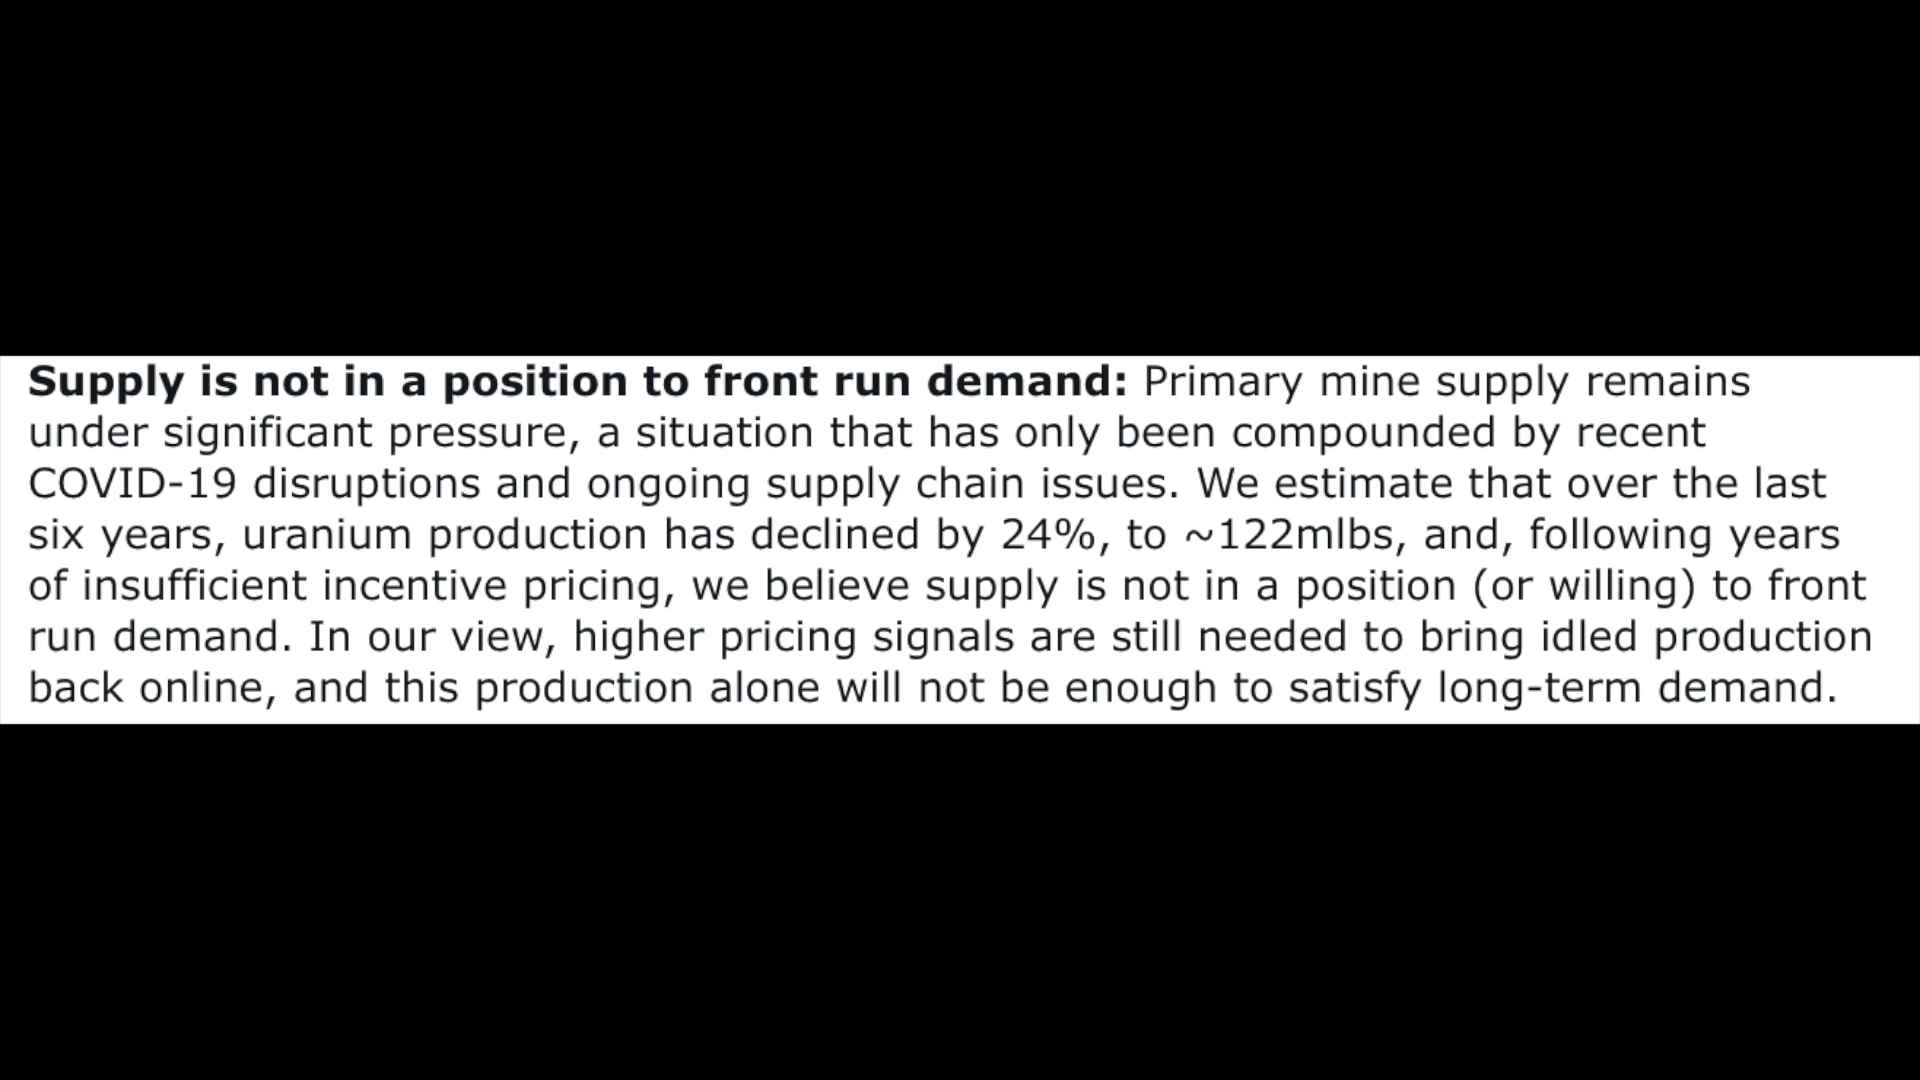 Supply is not in a position to front run demand: Primary mine supply remains
under significant pressure, a situation that has only been compounded by recent
COVID-19 disruptions and ongoing supply chain issues. We estimate that over the last
six years, uranium production has declined by 24%, to ~122mlbs, and, following years
of insufficient incentive pricing, we believe supply is not in a position (or willing) to front
run demand. In our view, higher pricing signals are still needed to bring idled production
back online, and this production alone will not be enough to satisfy long-term demand.